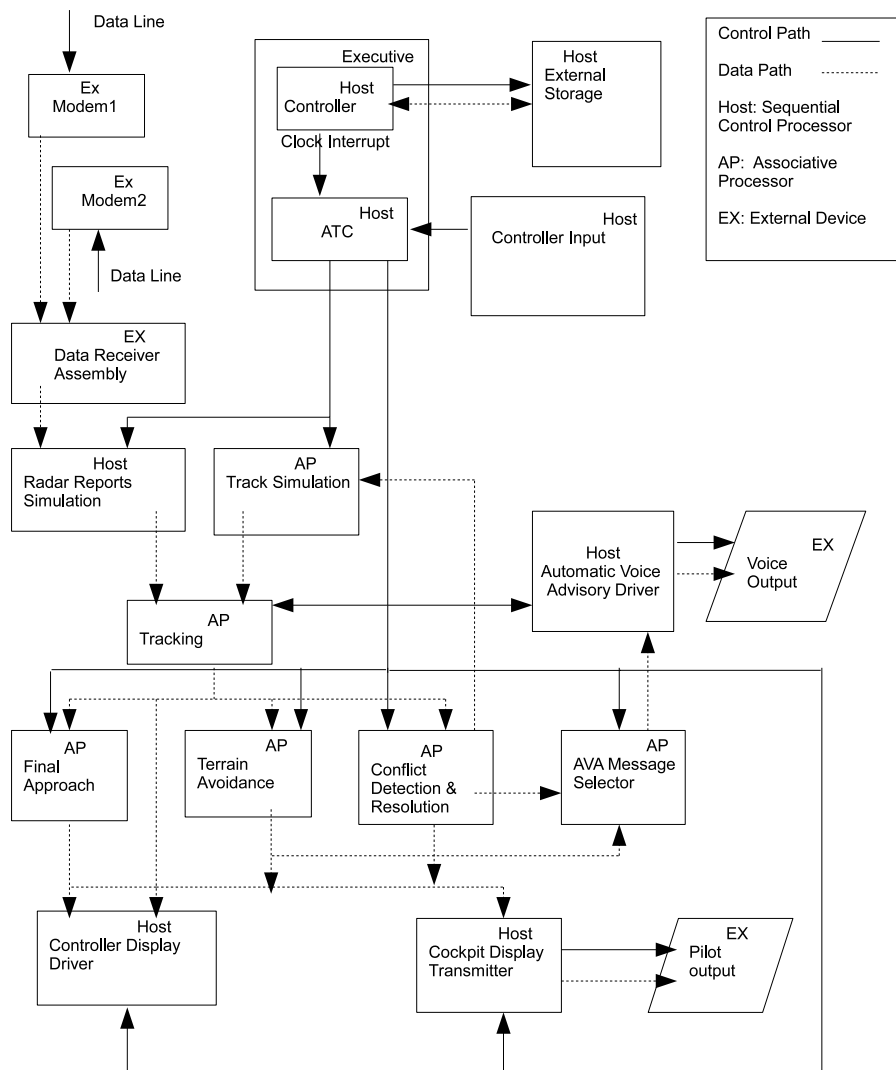 Data Line
Executive
Host
External
Storage
Control Path
Data Path
Host: Sequential
Control Processor
AP: Associative
Processor
EX: External Device
Ex
Modem1
Host
Controller
Clock Interrupt
Ex
Modem2
Host
ATC
Host
Controller Input
Data Line
EX
Data Receiver
Assembly
Host
Radar Reports
Simulation
AP
Track Simulation
Host
Automatic Voice
Advisory Driver
EX
Voice
Output
AP
Tracking
AP
Final
Approach
AP
Terrain
Avoidance
AP
Conflict
Detection &
Resolution
AP
AVA Message
Selector
Host
Controller Display
Driver
Host
Cockpit Display
Transmitter
EX
Pilot
output